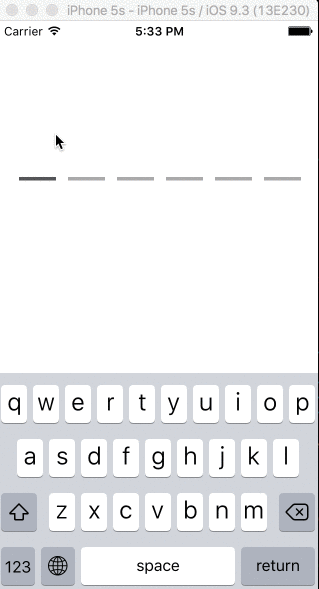 iPhone 5s - iPhone 5s / iOS 9.3 (13E230)
Carrier 5:33 PM
q w e r t y u i o p
a s d f g h j k l
z x c v b n m
123 space return